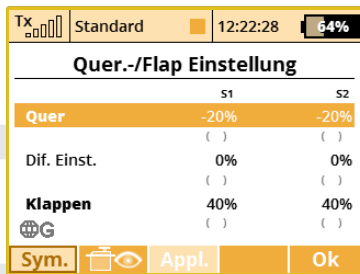 Tx Standard 12:22:28 64%
Quer.-/Flap Einstellung
S1 S2
Quer -20% -20%
( ) ( )
Dif. Einst. 0% 0%
( ) ( )
Klappen 40% 40%
G ( ) ( )
Sym. Appl. Ok